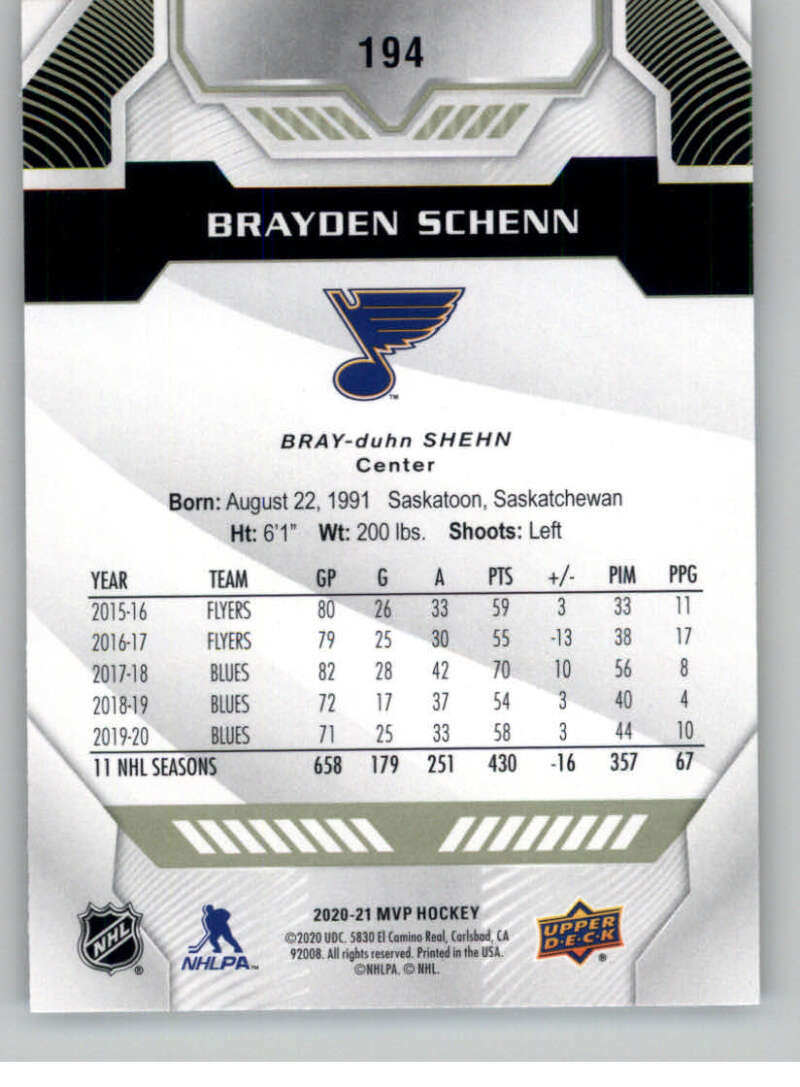 194
BRAYDEN SCHENN
TM
BRAY-duhn SHEHN
Center
Born: August 22, 1991 Saskatoon, Saskatchewan
Ht: 6'1" Wt: 200 lbs. Shoots: Left
YEAR TEAM GP G A PTS +/- PIM PPG
2015-16 FLYERS 80 26 33 59 3 33 11
2016-17 FLYERS 79 25 30 55 -13 38 17
2017-18 BLUES 82 28 42 70 10 56 8
2018-19 BLUES 72 17 37 54 3 40 4
2019-20 BLUES 71 25 33 58 3 44 10
11 NHL SEASONS 658 179 251 430 -16 357 67
NHL ®
NHLPA™
2020-21 MVP HOCKEY
©2020 UDC. 5830 El Camino Real, Carlsbad, CA
92008. All rights reserved. Printed in the USA.
©NHLPA. © NHL.
UPPER
D·E·C·K ®